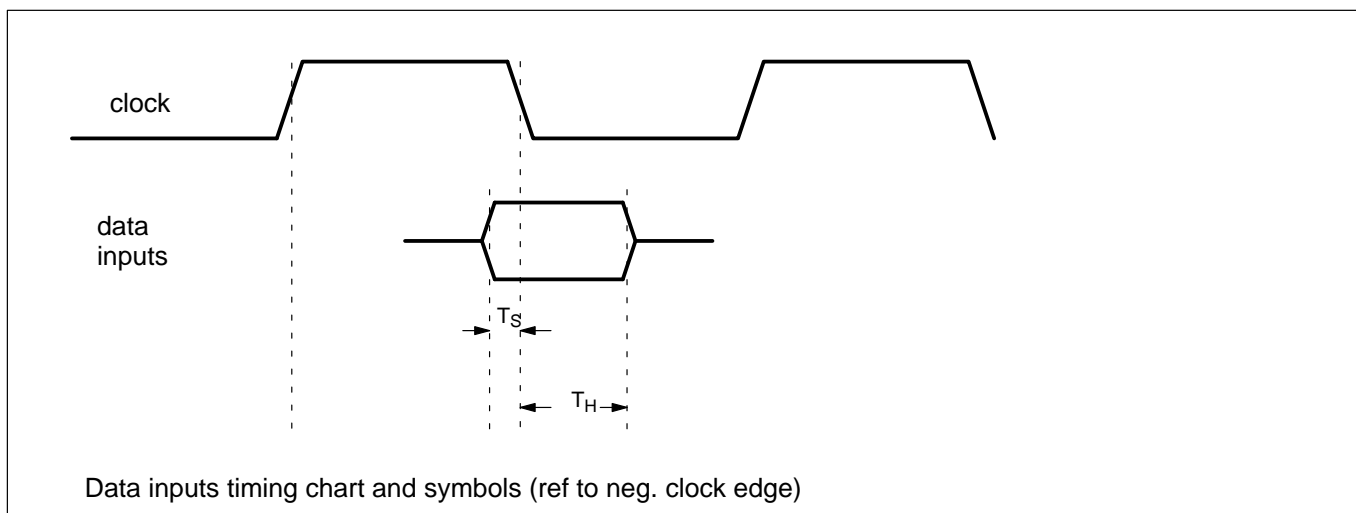 clock
data
inputs
TS
TH
Data inputs timing chart and symbols (ref to neg. clock edge)